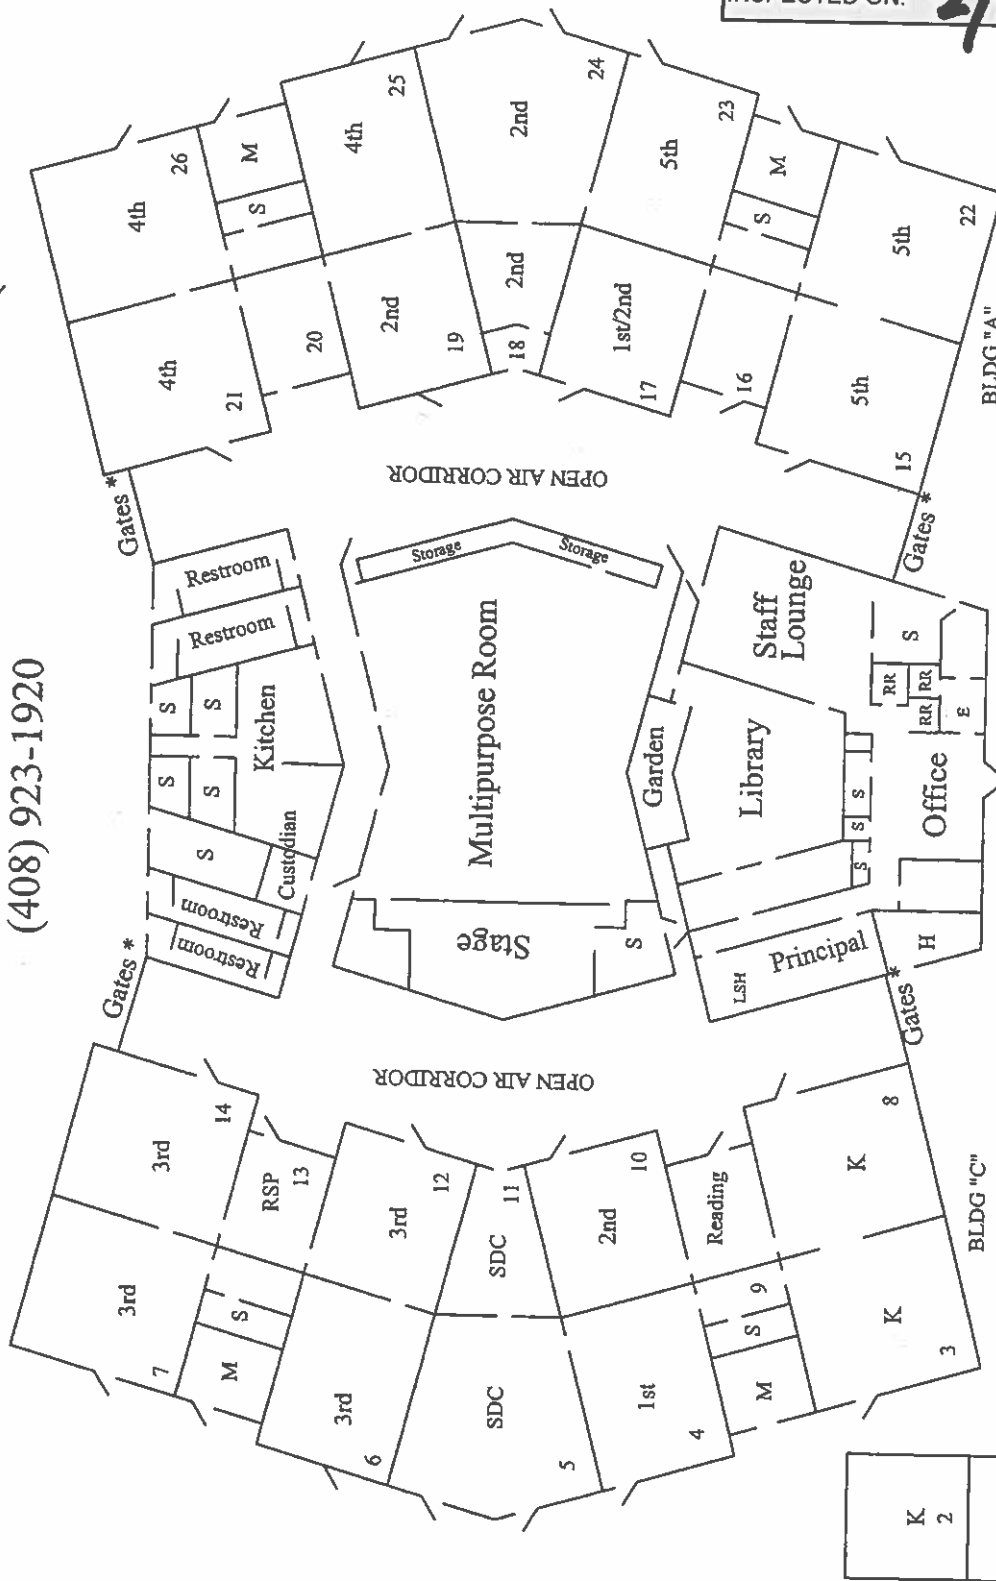 INSPECTED ON:
(408) 923-1920
4th
26
M
S
4th
25
2nd
24
5th
23
M
S
5th
22
4th
21
20
2nd
19
2nd
18
1st/2nd
17
16
5th
15
BLDG "A"
Gates *
OPEN AIR CORRIDOR
Gates *
Restroom
Restroom
S
S
S
S
Kitchen
S
Custodian
Restroom
Restroom
Gates *
Storage
Storage
Multipurpose Room
Stage
S
Garden
Staff
Lounge
Library
S
RR
RR
RR
E
S
S
S
Office
Principal
LSH
H
Gates *
OPEN AIR CORRIDOR
3rd
14
RSP
13
3rd
12
SDC
11
2nd
10
Reading
K
8
3rd
7
S
M
3rd
6
SDC
5
1st
4
9
S
M
K
3
BLDG "C"
K
2